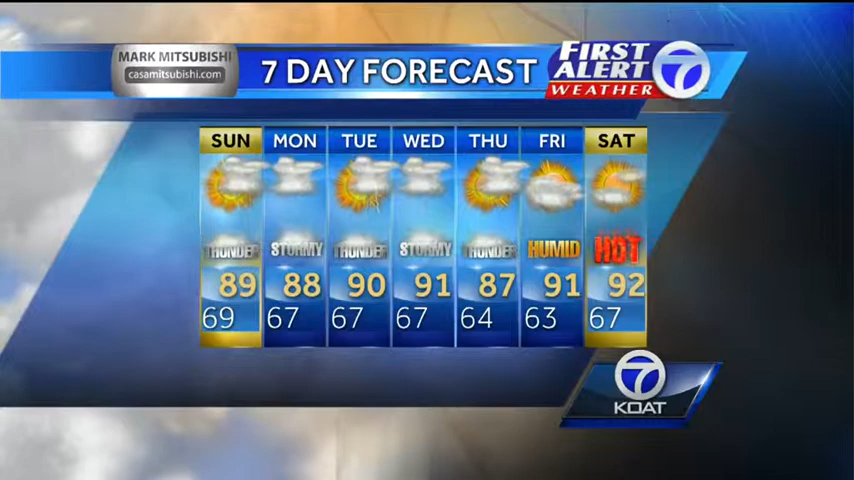 MARK MITSUBISHI
casamitsubishi.com
7 DAY FORECAST
FIRST
ALERT
WEATHER
7
SUN MON TUE WED THU FRI SAT
THUNDER STORMY THUNDER STORMY THUNDER HUMID HOT
89 88 90 91 87 91 92
69 67 67 67 64 63 67
7
KOAT